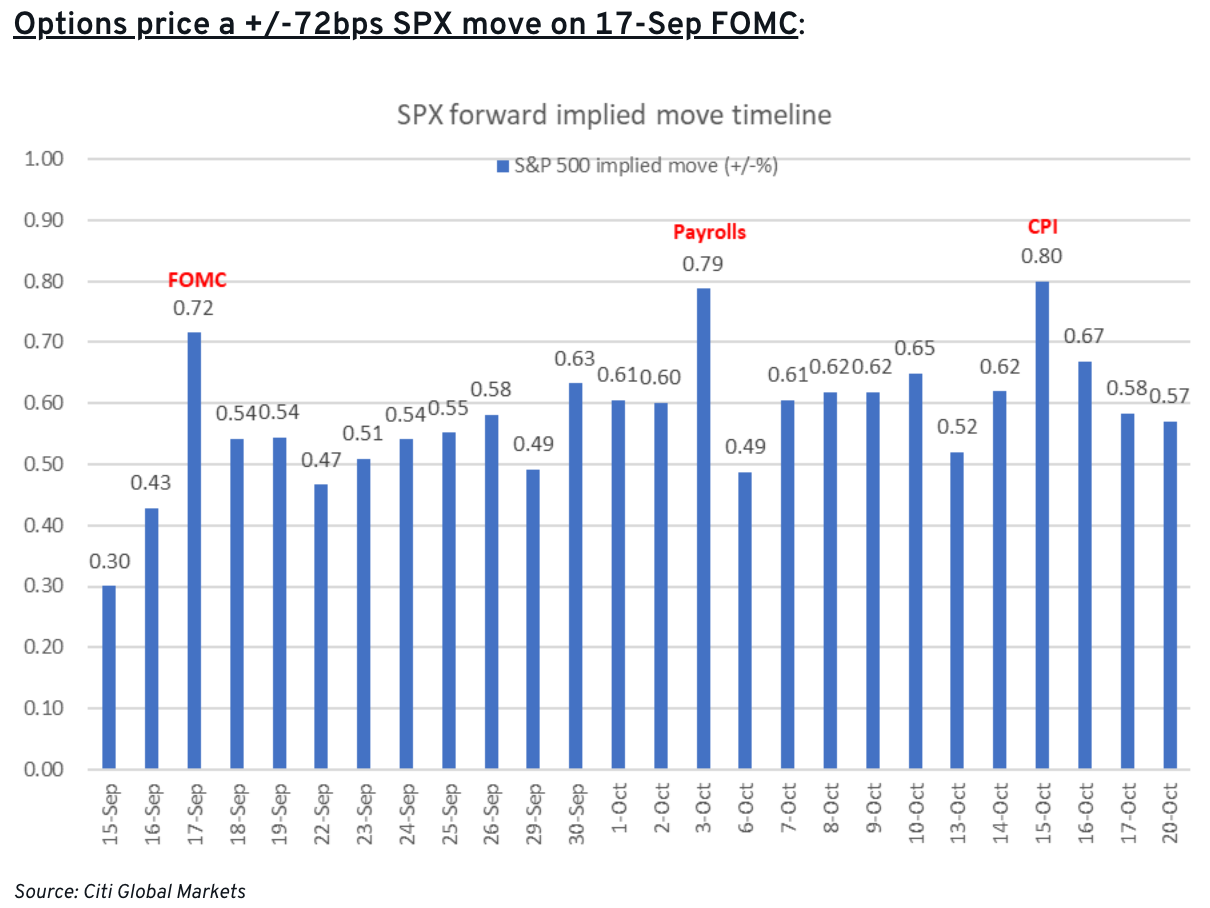 Options price a +/-72bps SPX move on 17-Sep FOMC:
SPX forward implied move timeline
S&P 500 implied move (+/-%)
1.00
0.90
0.80
0.70
0.60
0.50
0.40
0.30
0.20
0.10
0.00
FOMC
Payrolls
CPI
0.30
0.43
0.72
0.54
0.54
0.47
0.51
0.54
0.55
0.58
0.49
0.63
0.61
0.60
0.79
0.49
0.61
0.62
0.62
0.65
0.52
0.62
0.80
0.67
0.58
0.57
15-Sep
16-Sep
17-Sep
18-Sep
19-Sep
22-Sep
23-Sep
24-Sep
25-Sep
26-Sep
29-Sep
30-Sep
1-Oct
2-Oct
3-Oct
6-Oct
7-Oct
8-Oct
9-Oct
10-Oct
13-Oct
14-Oct
15-Oct
16-Oct
17-Oct
20-Oct
Source: Citi Global Markets